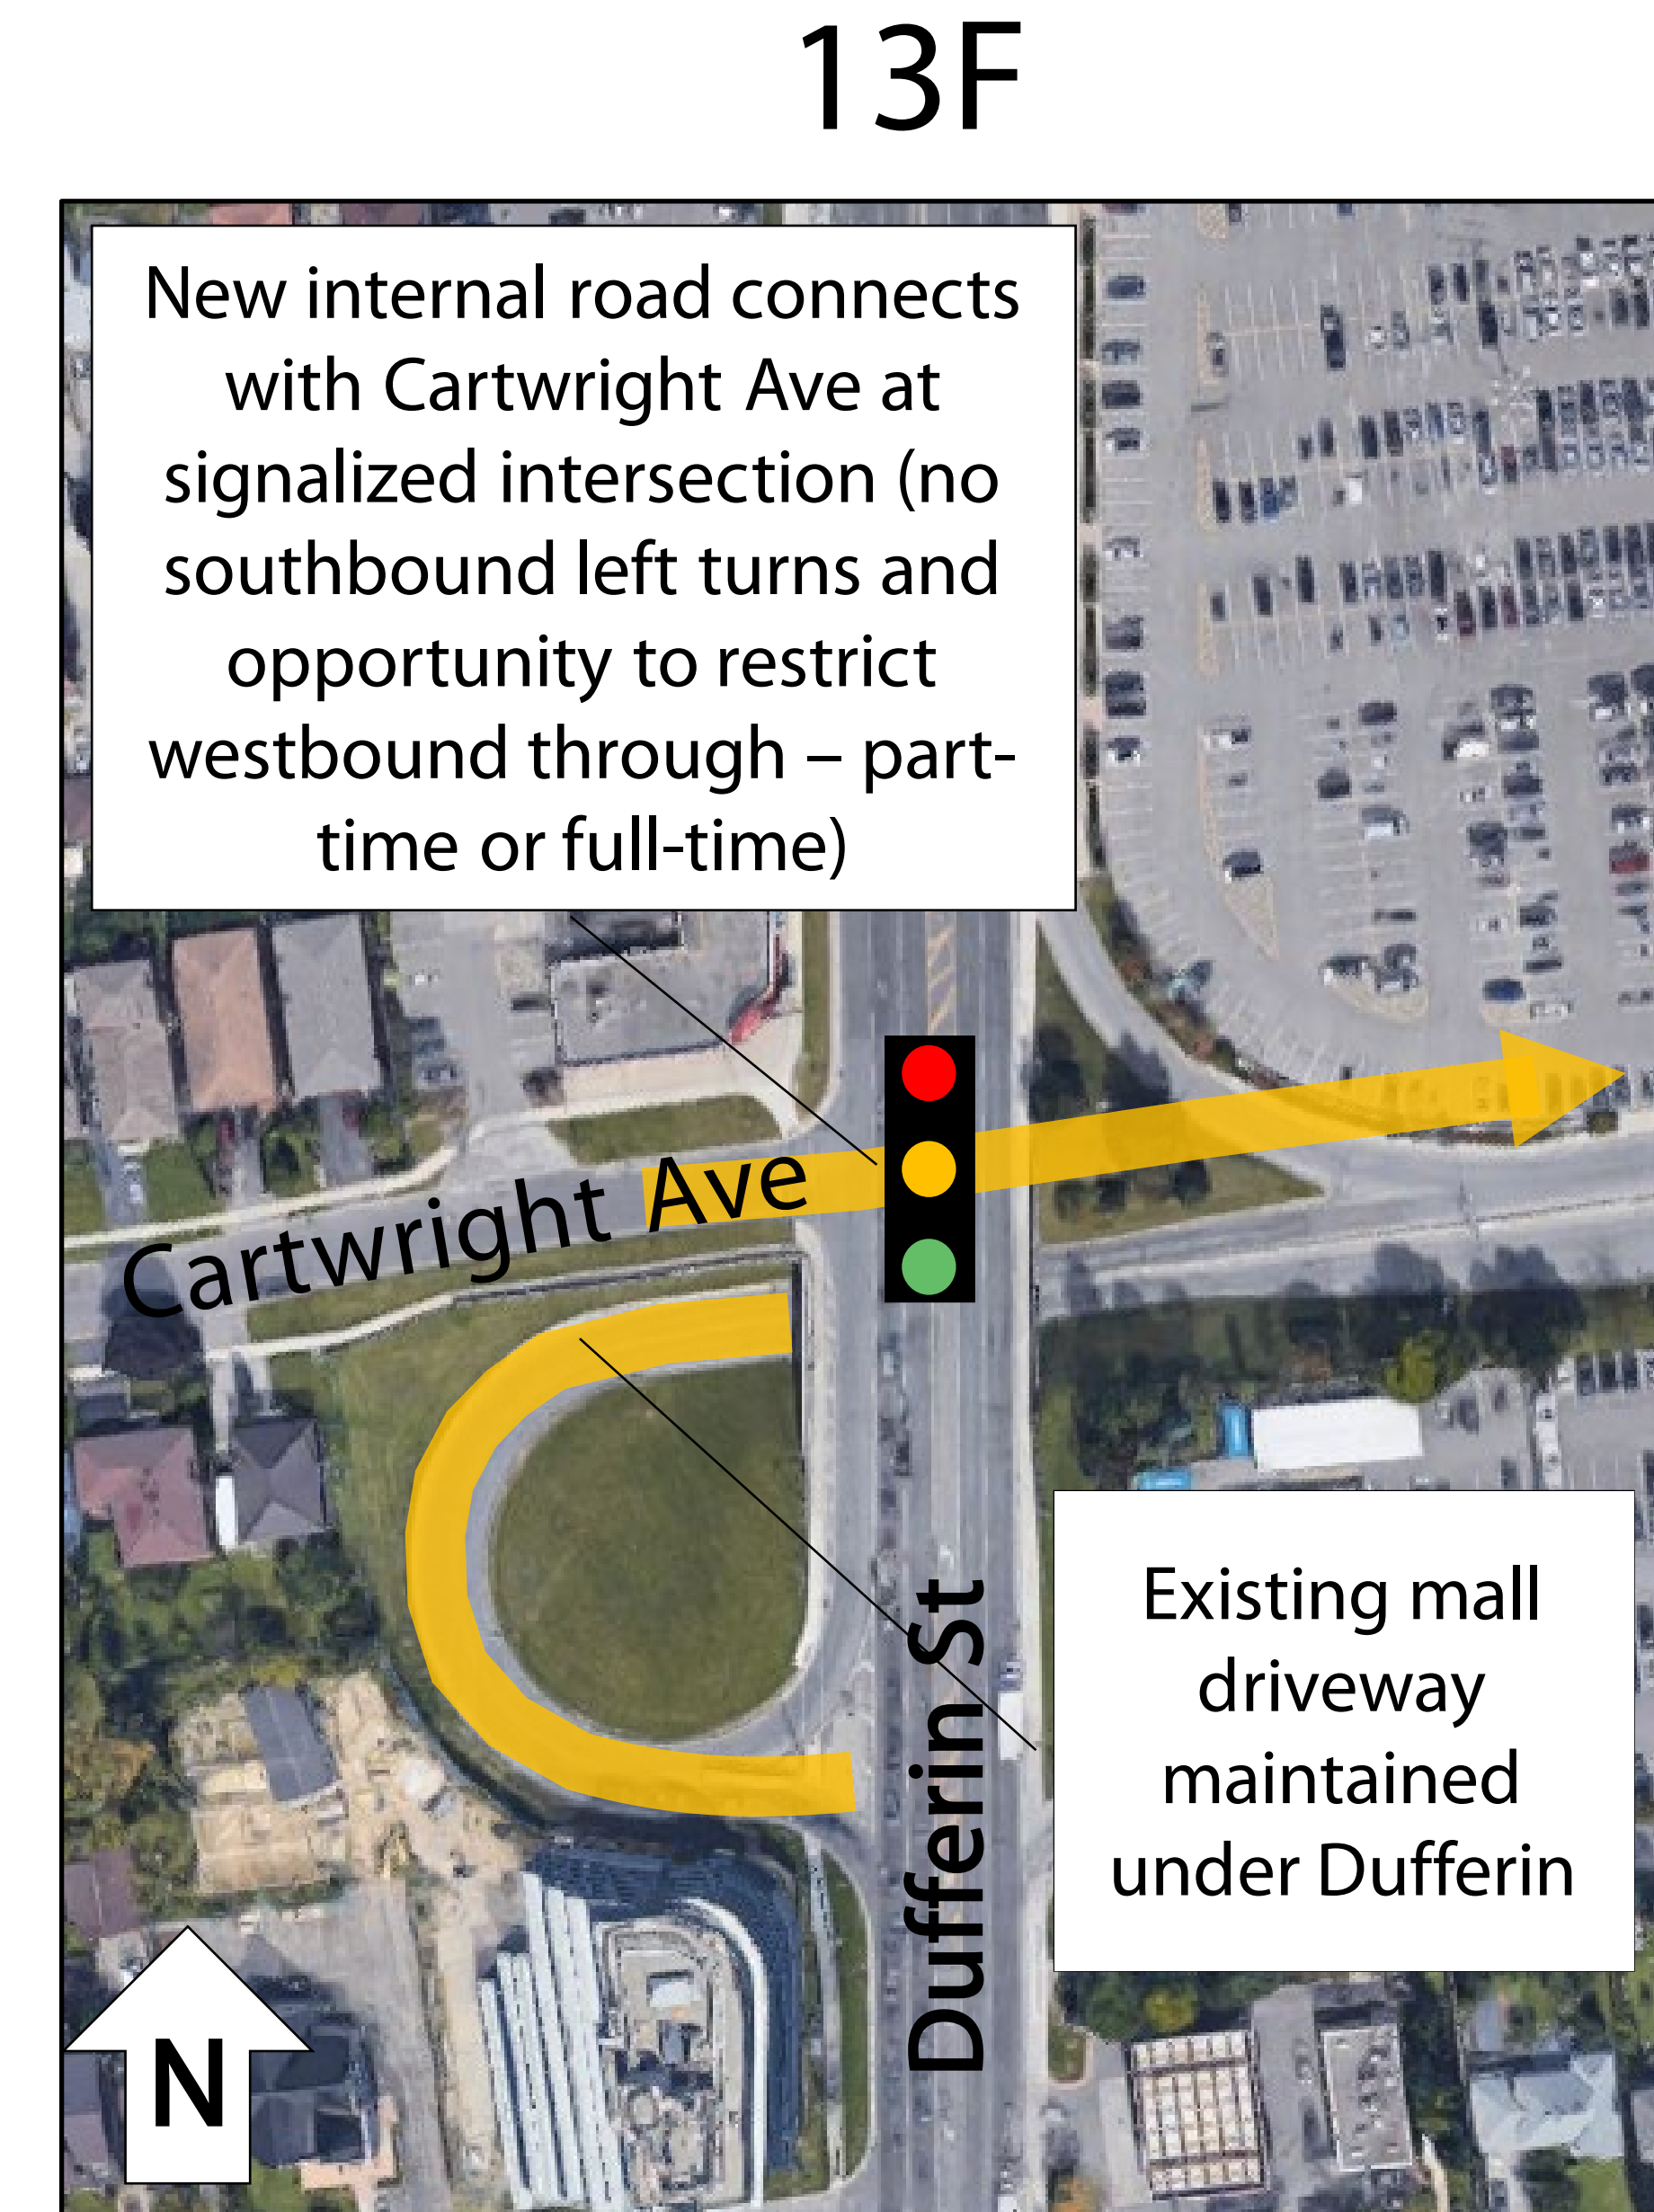 13F
New internal road connects
with Cartwright Ave at
signalized intersection (no
southbound left turns and
opportunity to restrict
westbound through – part-
time or full-time)
Cartwright Ave
Dufferin St
Existing mall
driveway
maintained
under Dufferin
N